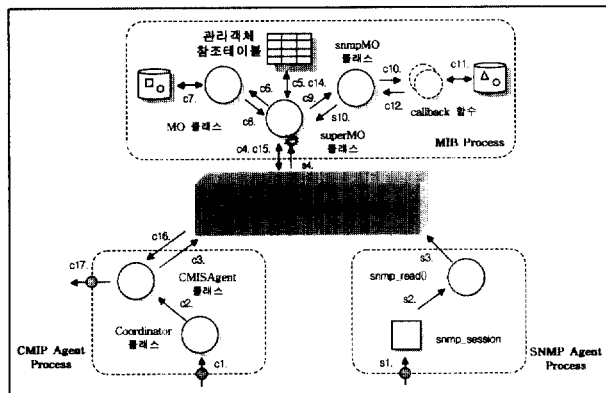 관리객체
참조테이블
snmpMO
클래스
c5. c14.
c10.
c11.
c6.
c9.
c7.
c12.
c8.
s10.
callback 함수
MO 클래스
superMO
클래스
c4. c15.
s4.
MIB Process
c16.
c17.
c3.
s3.
CMISAgent
클래스
snmp_read()
c2.
s2.
Coordinator
클래스
snmp_session
CMIP Agent
Process
c1.
s1.
SNMP Agent
Process